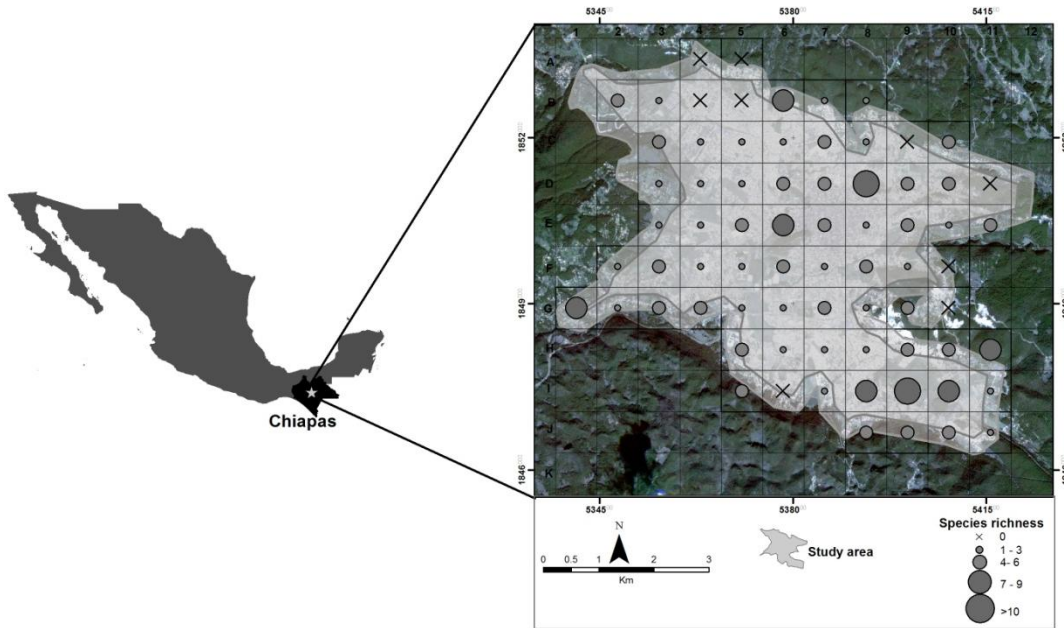 5345 5380 5415
1 2 3 4 5 6 7 8 9 10 11 12
A
B
1852
D
E
F
1849
G
H
I
Chiapas
J
1846
K
5345 5380 5415
Species richness
N
0
Study area
1 - 3
4- 6
0 0.5 1 2 3
7 - 9
Km
>10